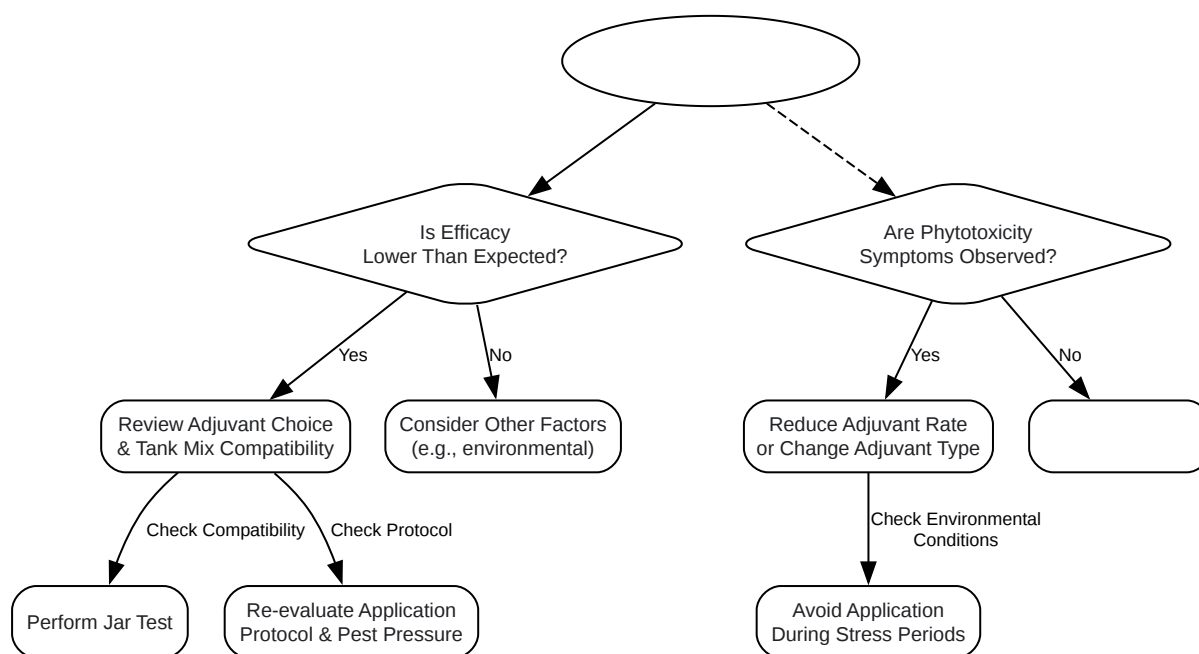 Is Efficacy
Lower Than Expected?
Are Phytotoxicity
Symptoms Observed?
Yes
No
Yes
No
Review Adjuvant Choice
& Tank Mix Compatibility
Consider Other Factors
(e.g., environmental)
Reduce Adjuvant Rate
or Change Adjuvant Type
Check Compatibility
Check Protocol
Check Environmental
Conditions
Perform Jar Test
Re-evaluate Application
Protocol & Pest Pressure
Avoid Application
During Stress Periods